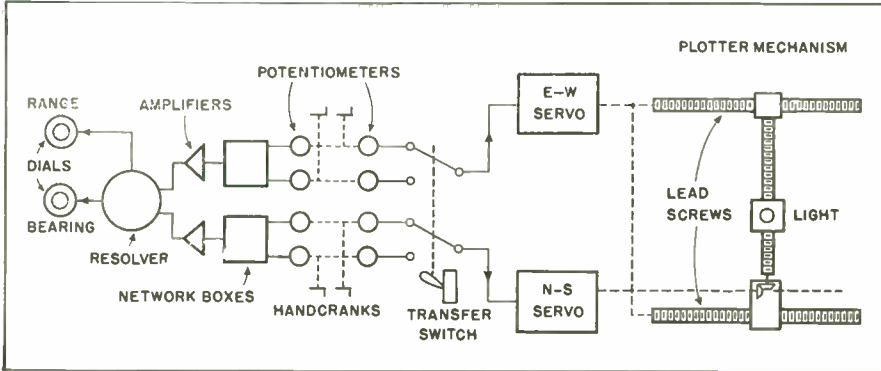 PLOTTER MECHANISM
POTENTIOMETERS
E–W
SERVO
RANGE
AMPLIFIERS
DIALS
BEARING
RESOLVER
NETWORK BOXES
HANDCRANKS
TRANSFER
SWITCH
N–S
SERVO
LEAD
SCREWS
LIGHT